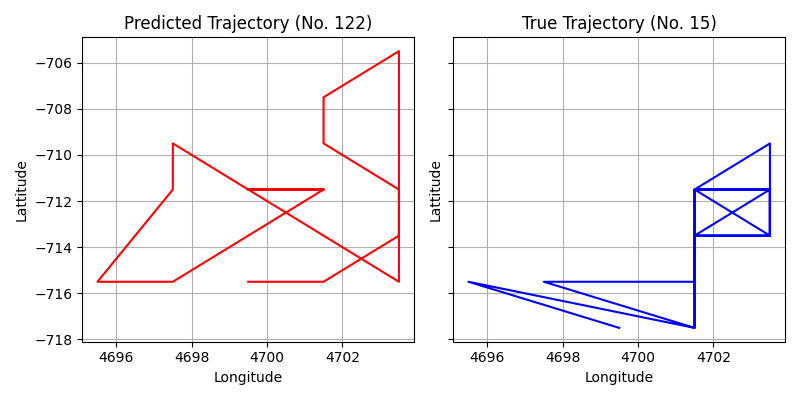 Predicted Trajectory (No. 122)
True Trajectory (No. 15)
Lattitude
−706
−708
−710
−712
−714
−716
−718
4696
4698
4700
4702
Longitude
Lattitude
4696
4698
4700
4702
Longitude